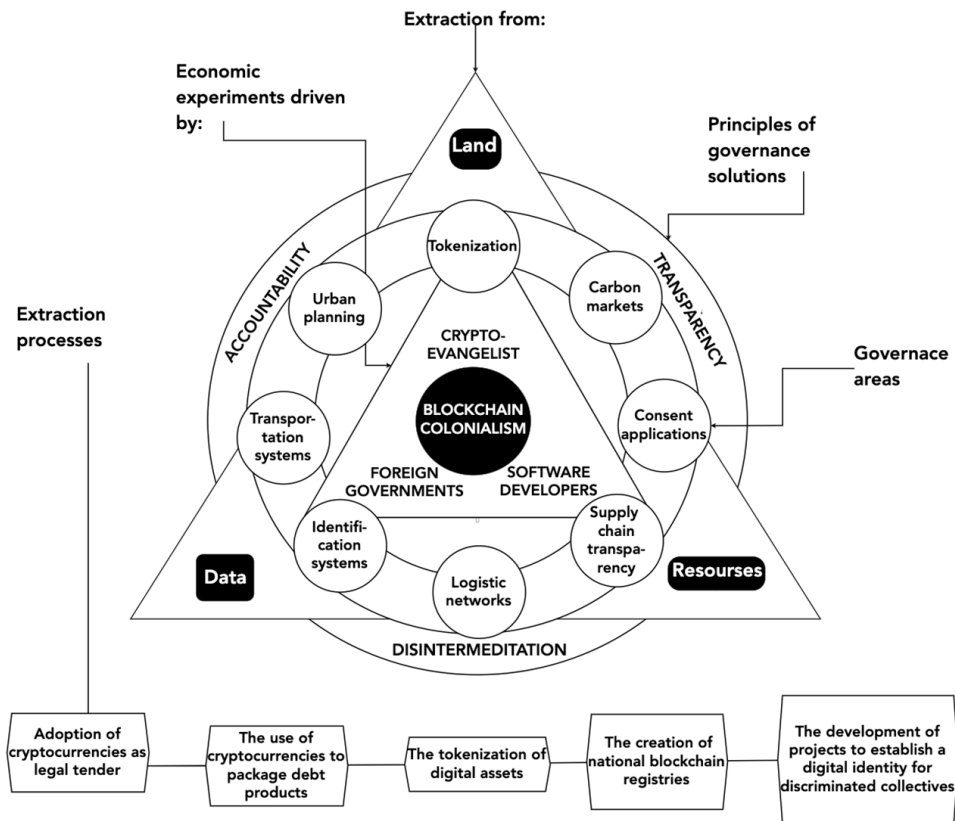 Extraction from:
Economic
experiments driven
by:
Principles of
governance
solutions
Land
ACCOUNTABILITY
TRANSPARENCY
Tokenization
Urban
planning
Carbon
markets
Extraction
processes
CRYPTO-
EVANGELIST
Governace
areas
BLOCKCHAIN
COLONIALISM
Transpor-
tation
systems
Consent
applications
FOREIGN
GOVERNMENTS
SOFTWARE
DEVELOPERS
Identifi-
cation
systems
Supply
chain
transpa-
rency
Data
Resourses
Logistic
networks
DISINTERMEDITATION
Adoption of
cryptocurrencies as
legal tender
The use of
cryptocurrencies to
package debt
products
The tokenization of
digital assets
The creation of
national blockchain
registries
The development of
projects to establish a
digital identity for
discriminated collectives